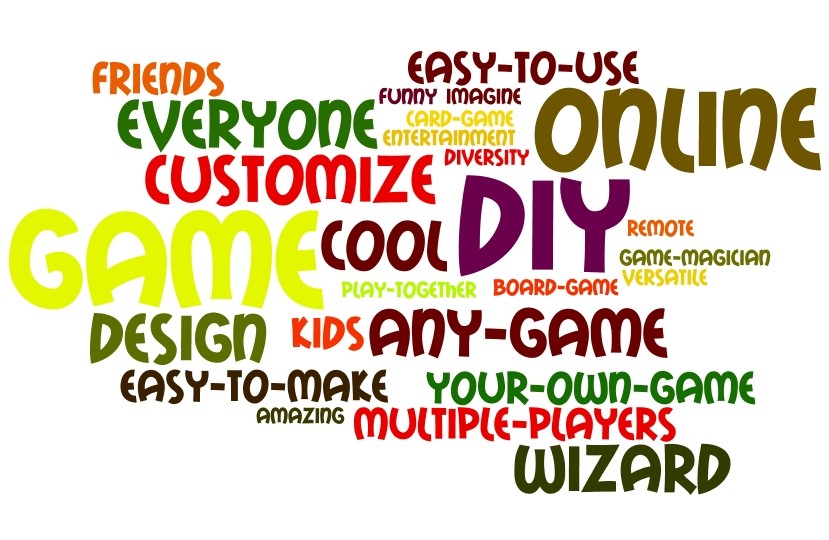 EASY-TO-USE
FRIENDS
FUNNY IMAGINE
EVERYONE
CARD-GAME
ONLINE
ENTERTAINMENT
DIVERSITY
CUSTOMIZE
DIY
GAME
COOL
REMOTE
GAME-MAGICIAN
VERSATILE
PLAY-TOGETHER
BOARD-GAME
DESIGN
KIDS
ANY-GAME
EASY-TO-MAKE
YOUR-OWN-GAME
AMAZING
MULTIPLE-PLAYERS
WIZARD